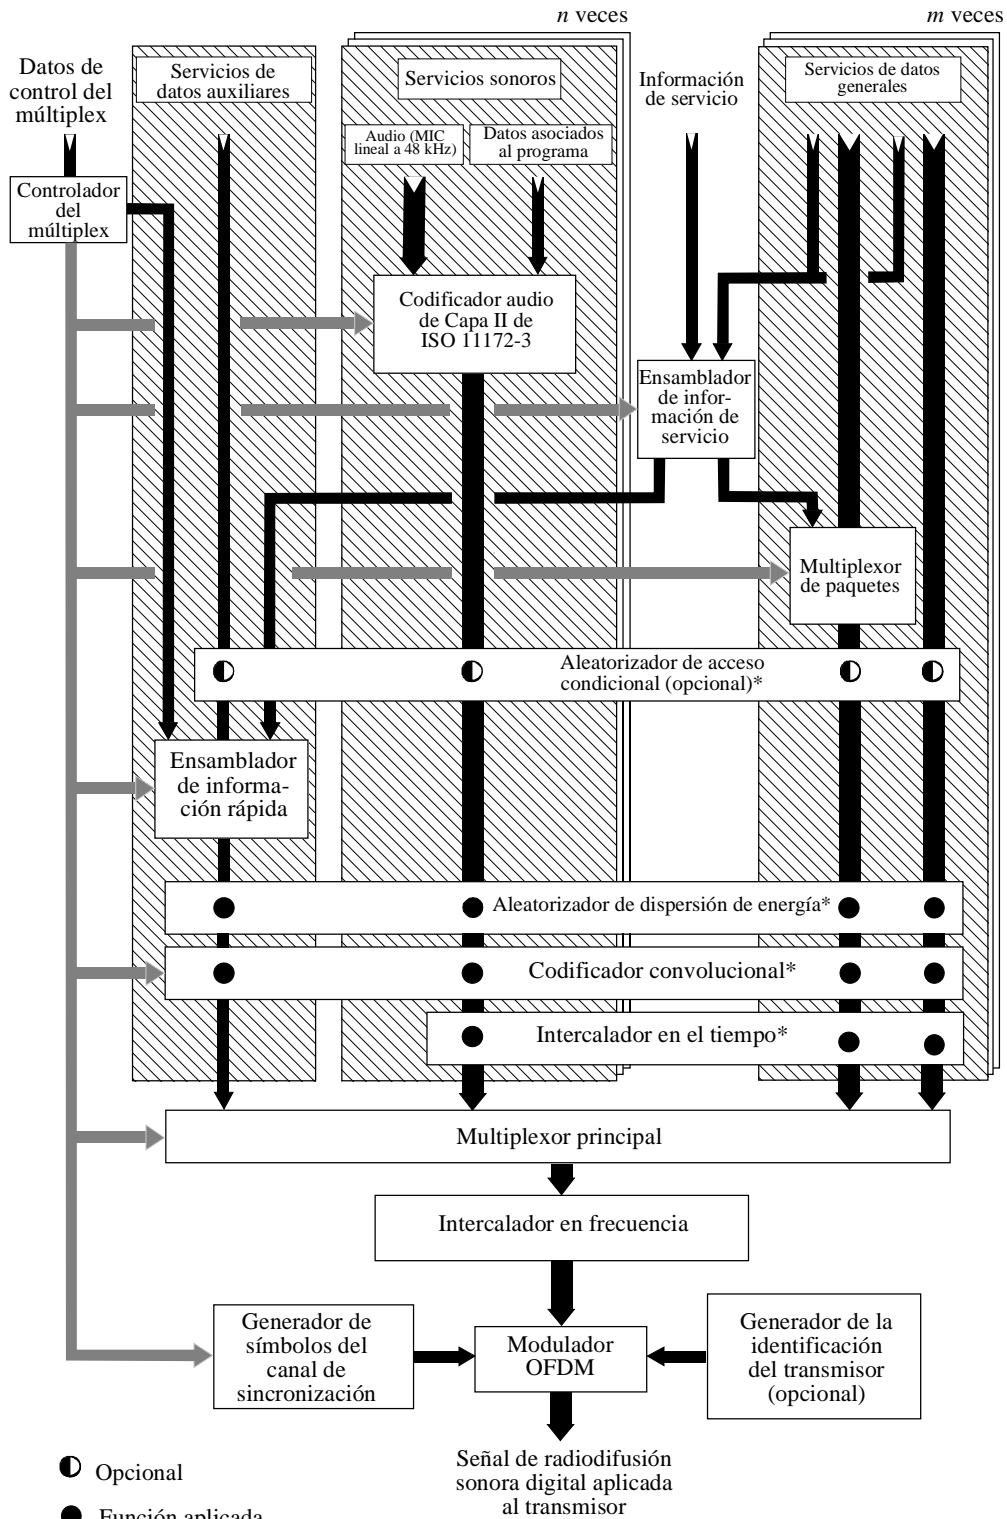 n veces
m veces
Datos de
control del
múltiplex
Servicios de
datos auxiliares
Servicios sonoros
Información
de servicio
Servicios de datos
generales
Audio (MIC
lineal a 48 kHz)
Datos asociados
al programa
Controlador
del
múltiplex
Codificador audio
de Capa II de
ISO 11172-3
Ensamblador
de infor-
mación de
servicio
Multiplexor
de paquetes
Aleatorizador de acceso
condicional (opcional)*
Ensamblador
de informa-
ción rápida
Aleatorizador de dispersión de energía*
Codificador convolucional*
Intercalador en el tiempo*
Multiplexor principal
Intercalador en frecuencia
Generador de
símbolos del
canal de
sincronización
Modulador
OFDM
Generador de la
identificación
del transmisor
(opcional)
Señal de radiodifusión
sonora digital aplicada
al transmisor
Opcional
Función aplicada